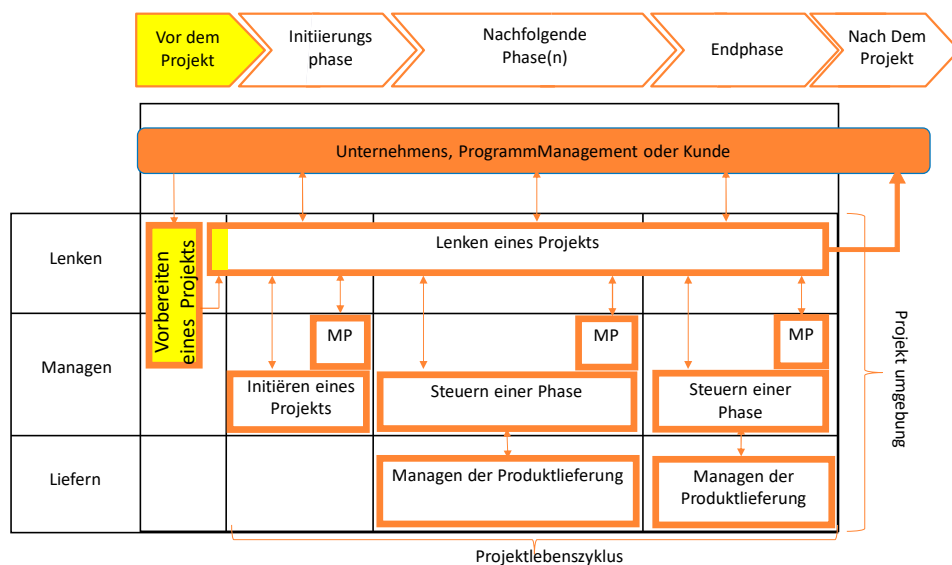 Vor dem
Projekt
Initiierungs
phase
Nachfolgende
Phase(n)
Endphase
Nach Dem
Projekt
Unternehmens, ProgrammManagement oder Kunde
Lenken
Vorbereiten
eines Projekts
Lenken eines Projekts
Projekt umgebung
Managen
MP
MP
MP
Initiëren eines
Projekts
Steuern einer Phase
Steuern einer
Phase
Liefern
Managen der Produktlieferung
Managen der
Produktlieferung
Projektlebenszyklus